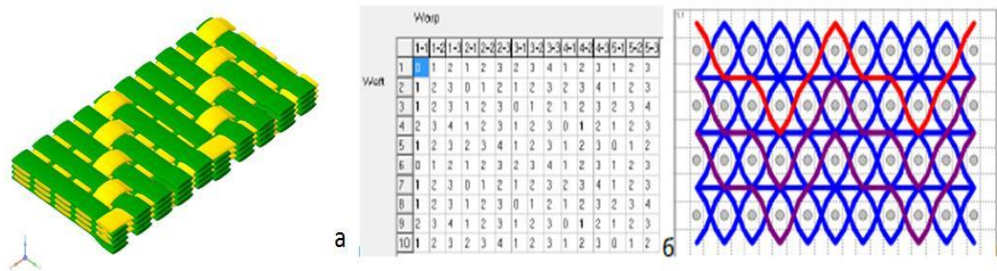 Warp
1-1 1-2 1-3 2-1 2-2 2-3 3-1 3-2 3-3 4-1 4-2 4-3 5-1 5-2 5-3
1 0 1 2 1 2 3 2 3 4 1 2 3 1 2 3
Weft
2 1 2 3 0 1 2 1 2 3 2 3 4 1 2 3
3 1 2 3 1 2 3 0 1 2 1 2 3 2 3 4
4 2 3 4 1 2 3 1 2 3 0 1 2 1 2 3
5 1 2 3 2 3 4 1 2 3 1 2 3 0 1 2
6 0 1 2 1 2 3 2 3 4 1 2 3 1 2 3
7 1 2 3 0 1 2 1 2 3 2 3 4 1 2 3
8 1 2 3 1 2 3 0 1 2 1 2 3 2 3 4
9 2 3 4 1 2 3 1 2 3 0 1 2 1 2 3
10 1 2 3 2 3 4 1 2 3 1 2 3 0 1 2
а
б